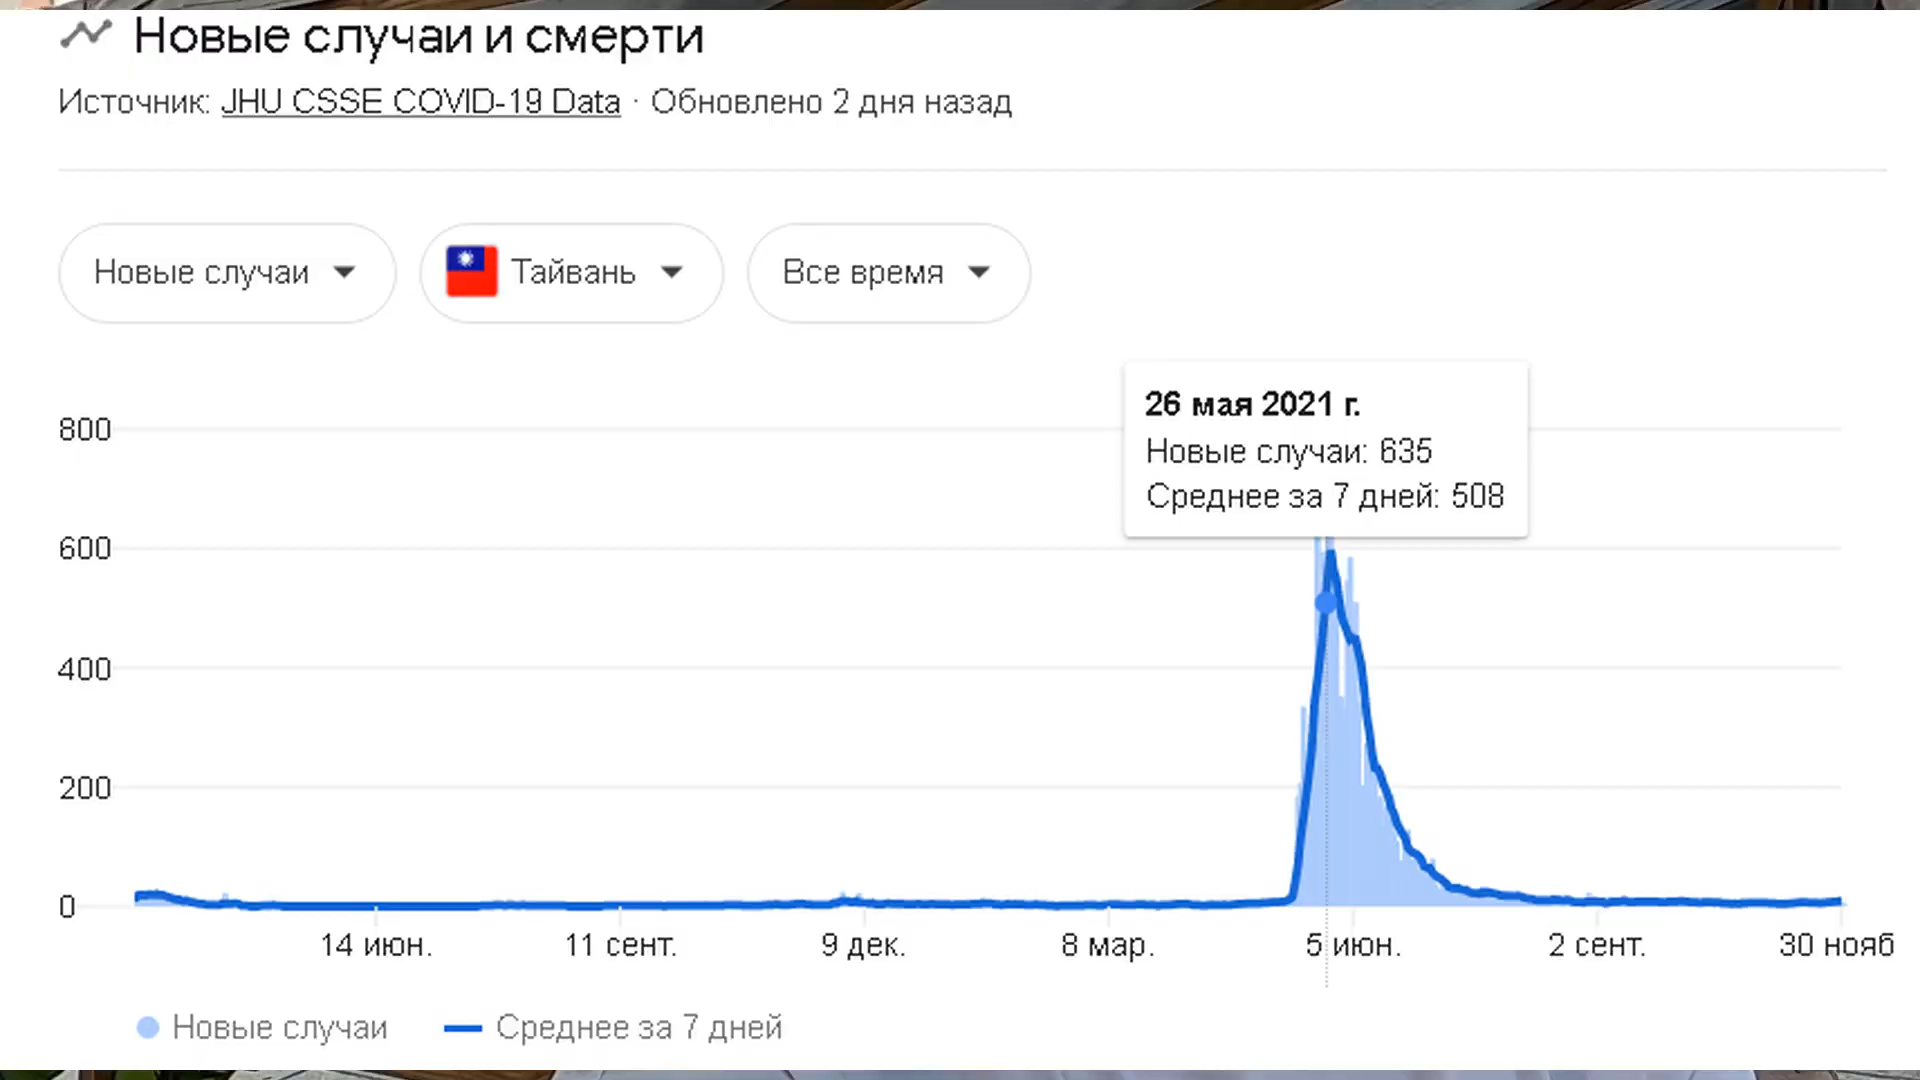 Новые случаи и смерти
Источник: JHU CSSE COVID-19 Data · Обновлено 2 дня назад
Новые случаи
Тайвань
Все время
26 мая 2021 г.
Новые случаи: 635
Среднее за 7 дней: 508
800
600
400
200
0
14 июн.
11 сент.
9 дек.
8 мар.
5 июн.
2 сент.
30 нояб
Новые случаи
Среднее за 7 дней